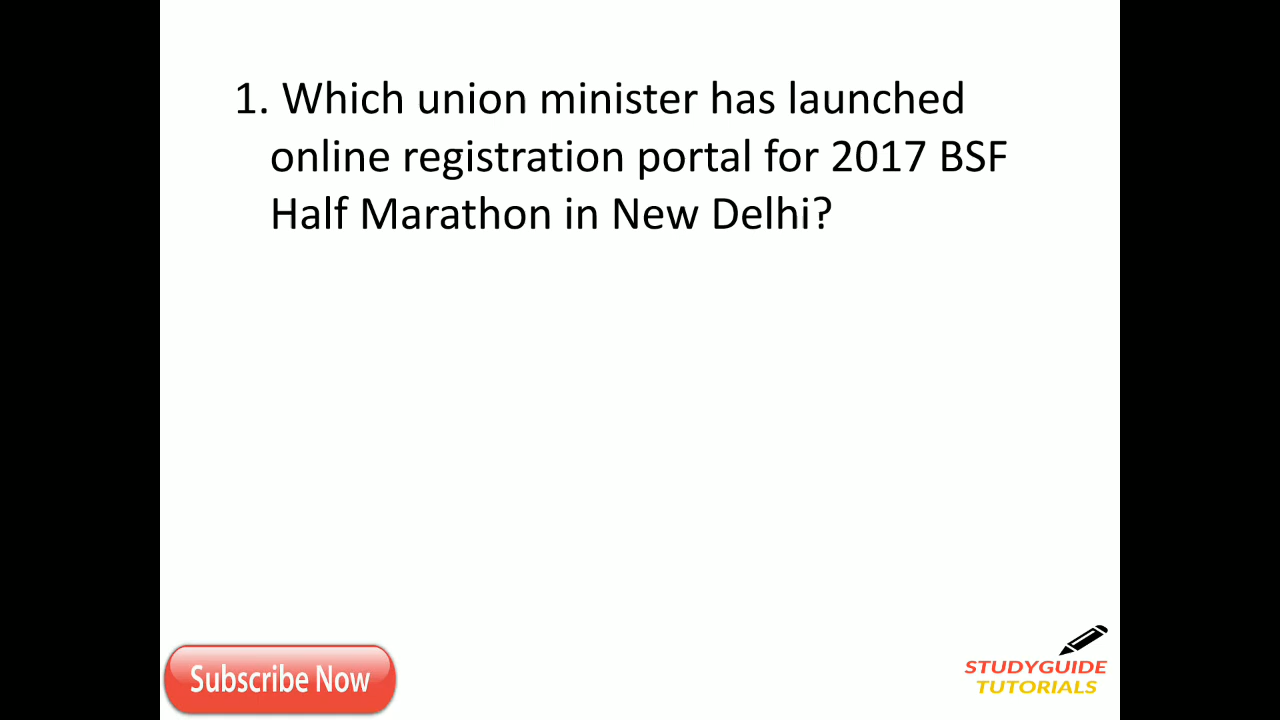 1. Which union minister has launched
online registration portal for 2017 BSF
Half Marathon in New Delhi?
Subscribe Now
STUDYGUIDE
TUTORIALS